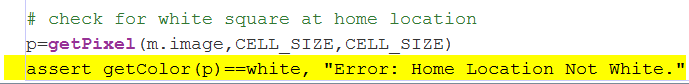 # check for white square at home location
p=getPixel(m.image,CELL_SIZE,CELL_SIZE)
assert getColor(p)==white, "Error: Home Location Not White."